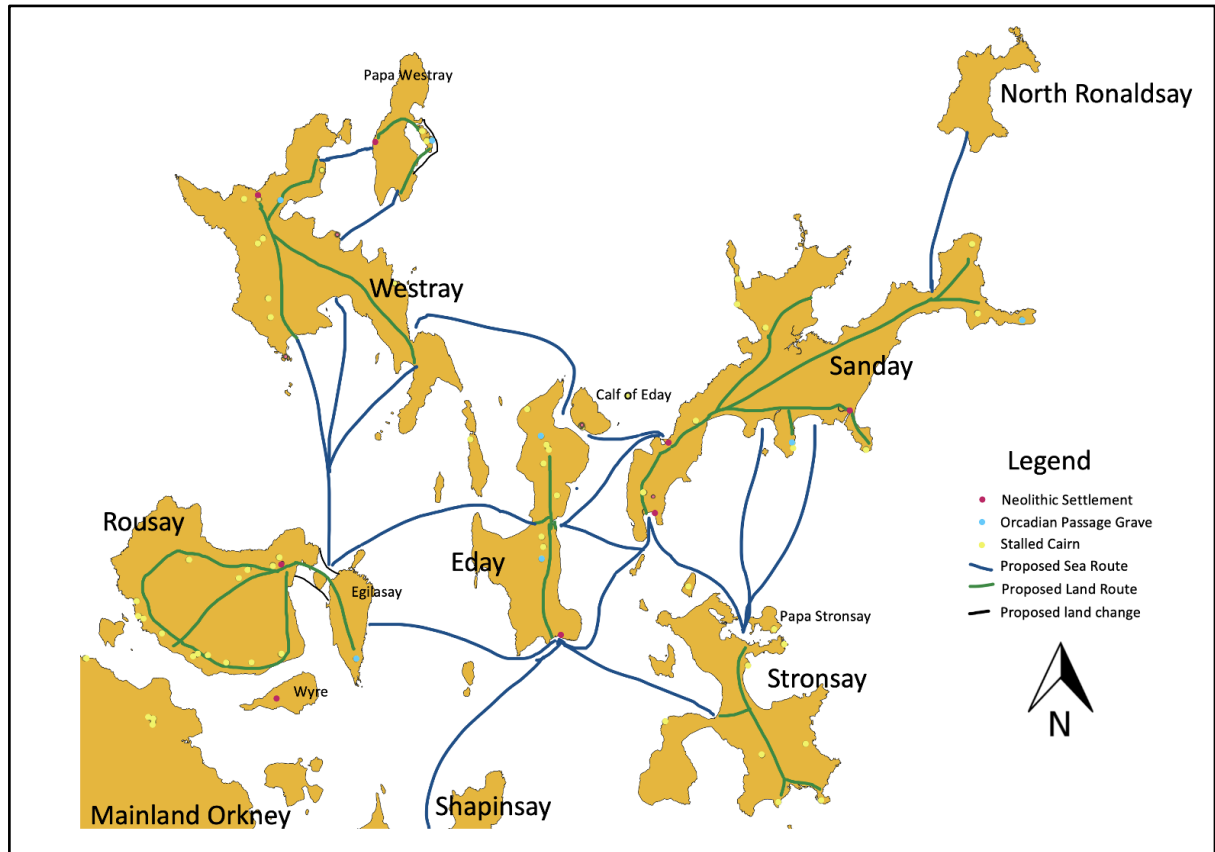 Papa Westray
North Ronaldsay
Westray
Sanday
Calf of Eday
Legend
Neolithic Settlement
Orcadian Passage Grave
Stalled Cairn
Proposed Sea Route
Proposed Land Route
Proposed land change
Rousay
Eday
Egilasay
Papa Stronsay
Stronsay
Wyre
N
Mainland Orkney
Shapinsay